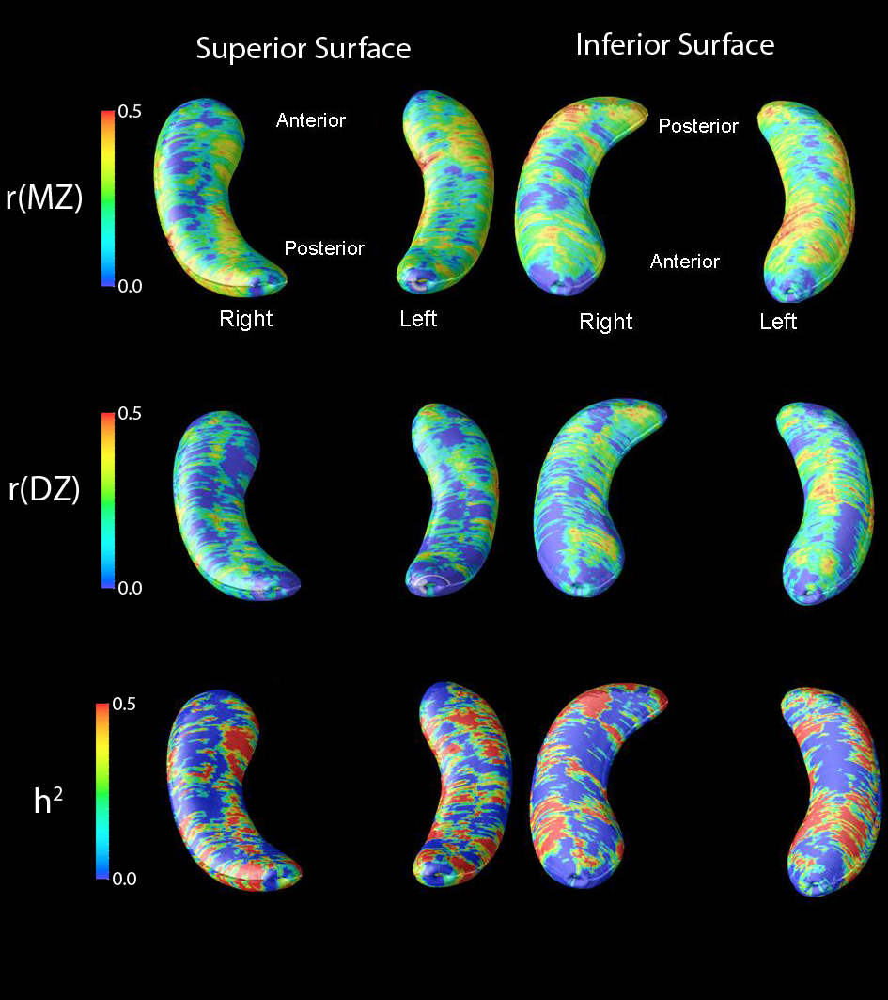 Superior Surface
Inferior Surface
0.5
Anterior
Posterior
r(MZ)
Posterior
Anterior
0.0
Right
Left
Right
Left
0.5
r(DZ)
0.0
0.5
h²
0.0